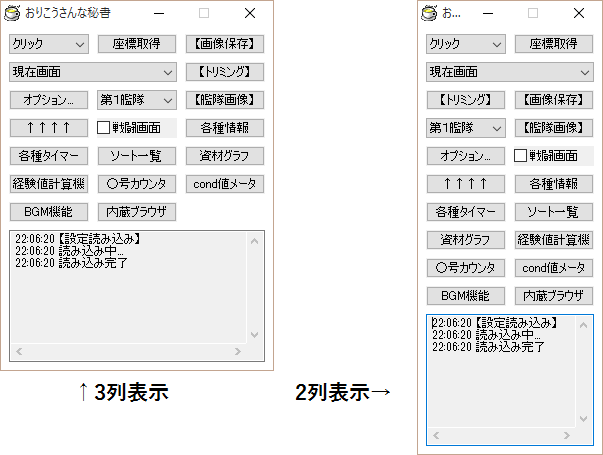 おりこうさんな秘書
クリック 座標取得 【画像保存】
現在画面 【トリミング】
オプション... 第1艦隊 【艦隊画像】
↑↑↑↑ 戦闘画面 各種情報
各種タイマー ソート一覧 資材グラフ
経験値計算機 〇号カウンタ cond値メータ
BGM機能 内蔵ブラウザ
22:06:20 【設定読み込み】
22:06:20 読み込み中...
22:06:20 読み込み完了
↑3列表示
お...
クリック 座標取得
現在画面
【トリミング】 【画像保存】
第1艦隊 【艦隊画像】
オプション... 戦闘画面
↑↑↑↑ 各種情報
各種タイマー ソート一覧
資材グラフ 経験値計算機
〇号カウンタ cond値メータ
BGM機能 内蔵ブラウザ
22:06:20 【設定読み込み】
22:06:20 読み込み中...
22:06:20 読み込み完了
2列表示→